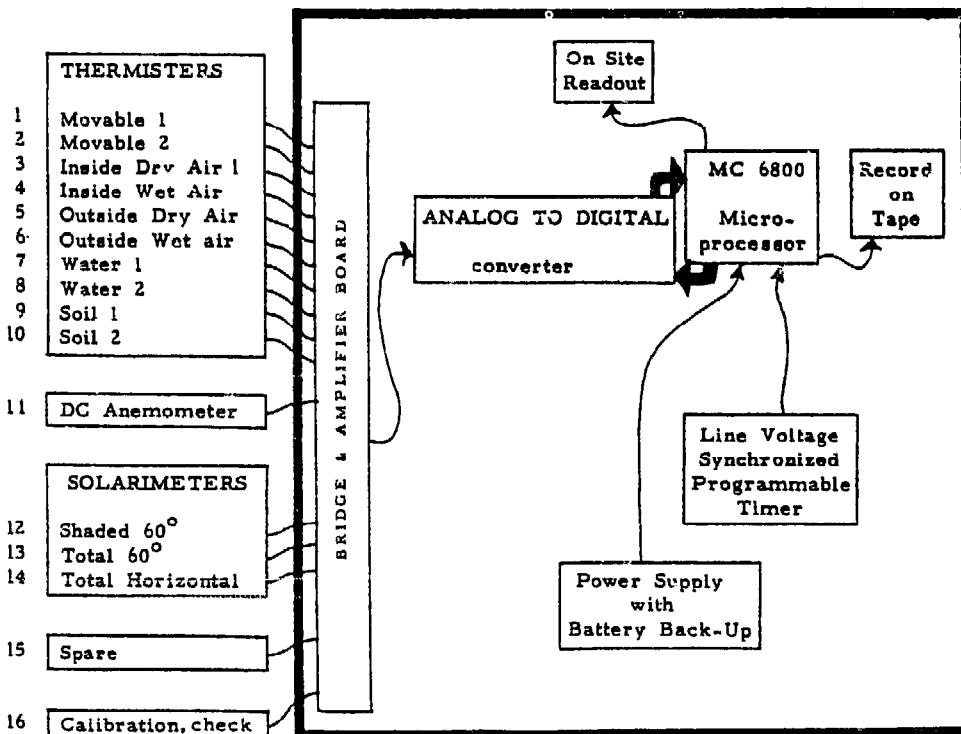 THERMISTERS
1 Movable 1
2 Movable 2
3 Inside Dry Air 1
4 Inside Wet Air
5 Outside Dry Air
6 Outside Wet air
7 Water 1
8 Water 2
9 Soil 1
10 Soil 2
11 DC Anemometer
SOLARIMETERS
12 Shaded 60°
13 Total 60°
14 Total Horizontal
15 Spare
16 Calibration, check
BRIDGE & AMPLIFIER BOARD
ANALOG TO DIGITAL
converter
On Site
Readout
MC 6800
Micro-
processor
Record
on
Tape
Line Voltage
Synchronized
Programmable
Timer
Power Supply
with
Battery Back-Up